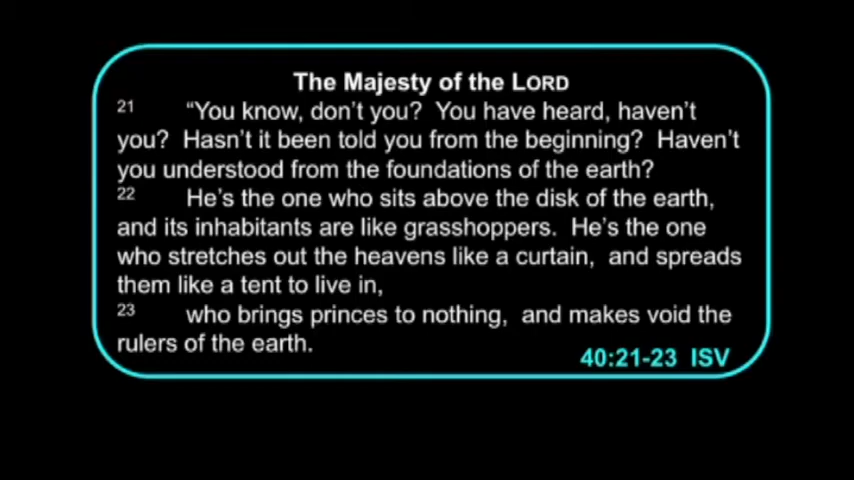 The Majesty of the LORD
21 “You know, don’t you? You have heard, haven’t
you? Hasn’t it been told you from the beginning? Haven’t
you understood from the foundations of the earth?
22 He’s the one who sits above the disk of the earth,
and its inhabitants are like grasshoppers. He’s the one
who stretches out the heavens like a curtain, and spreads
them like a tent to live in,
23 who brings princes to nothing, and makes void the
rulers of the earth.
40:21-23 ISV